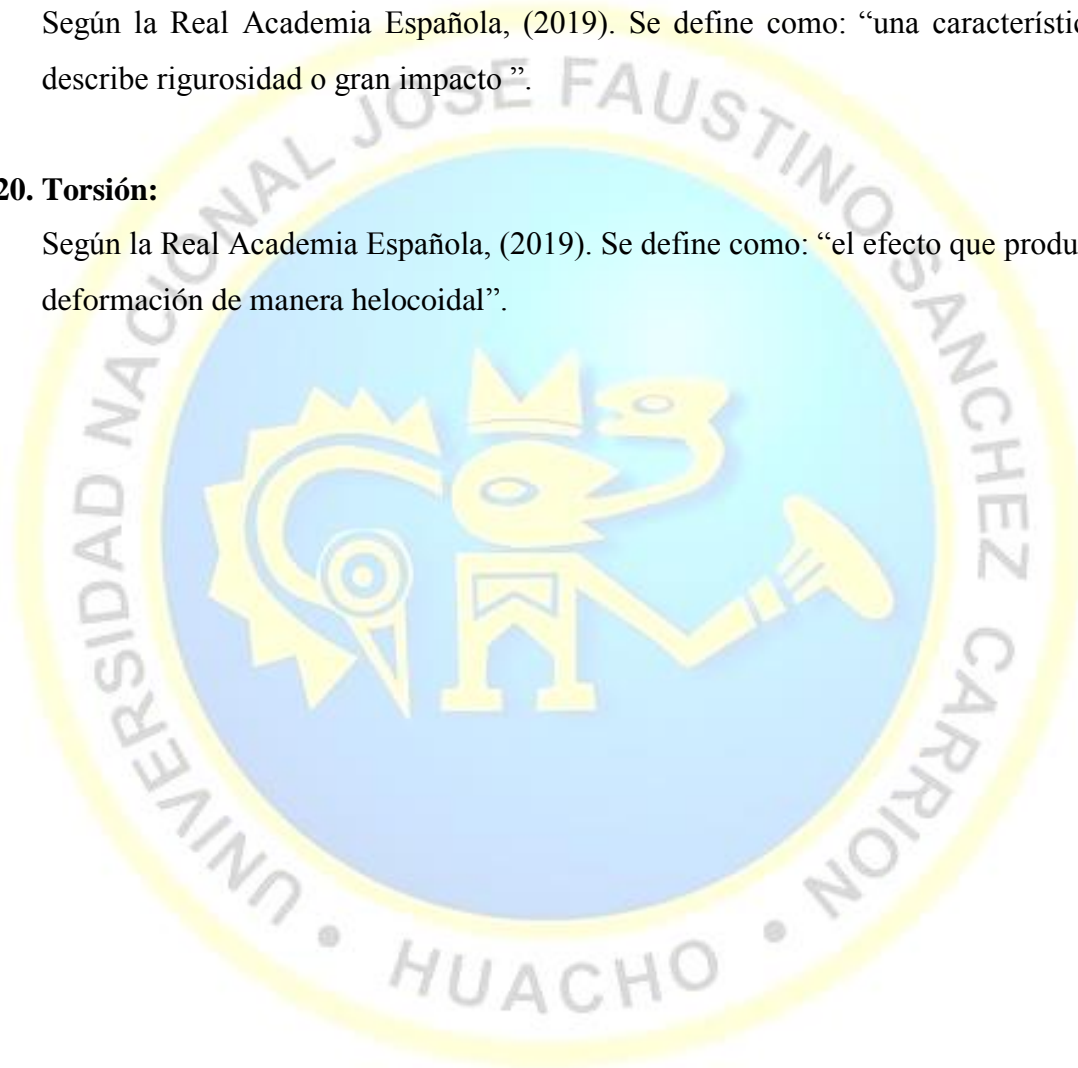 Según la Real Academia Española, (2019). Se define como: “una característic
describe rigurosidad o gran impacto ”.
20. Torsión:
Según la Real Academia Española, (2019). Se define como: “el efecto que produ
deformación de manera helocoidal”.
UNIVERSIDAD NACIONAL JOSE FAUSTINO SANCHEZ CARRION
• HUACHO •